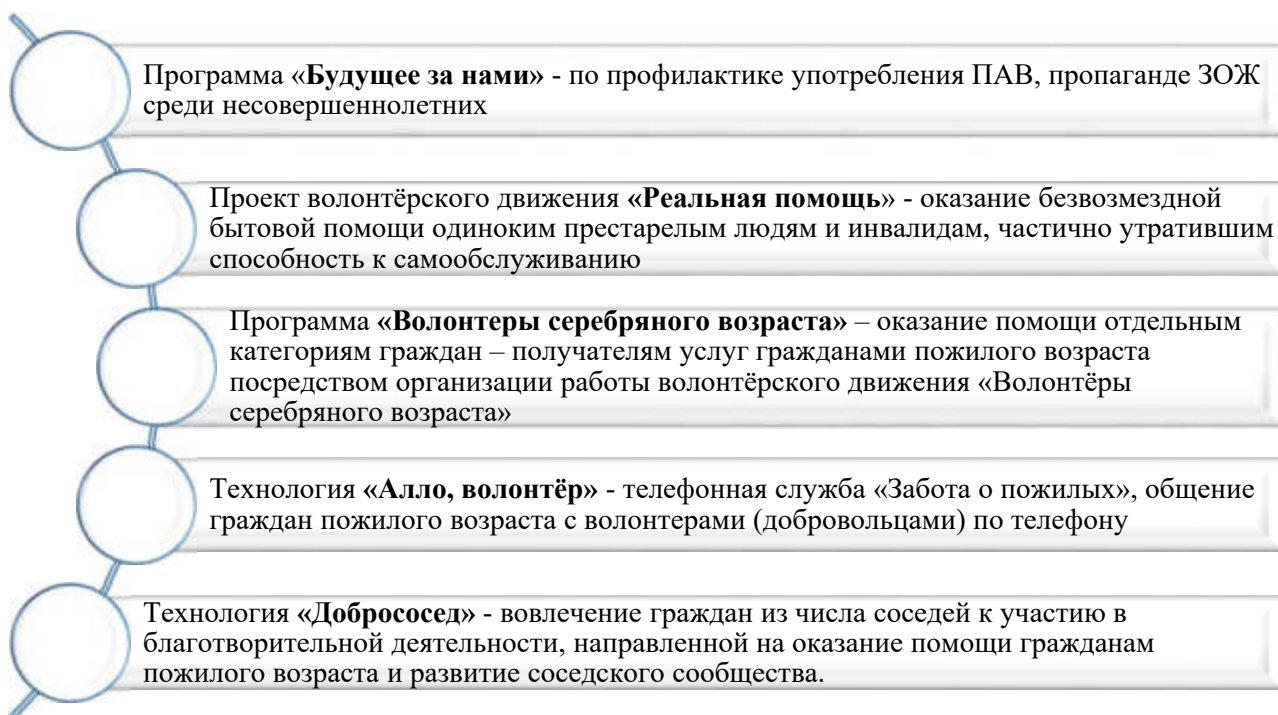 Программа «Будущее за нами» - по профилактике употребления ПАВ, пропаганде ЗОЖ
среди несовершеннолетних
Проект волонтёрского движения «Реальная помощь» - оказание безвозмездной
бытовой помощи одиноким престарелым людям и инвалидам, частично утратившим
способность к самообслуживанию
Программа «Волонтеры серебряного возраста» – оказание помощи отдельным
категориям граждан – получателям услуг гражданами пожилого возраста
посредством организации работы волонтёрского движения «Волонтёры
серебряного возраста»
Технология «Алло, волонтёр» - телефонная служба «Забота о пожилых», общение
граждан пожилого возраста с волонтерами (добровольцами) по телефону
Технология «Добрососед» - вовлечение граждан из числа соседей к участию в
благотворительной деятельности, направленной на оказание помощи гражданам
пожилого возраста и развитие соседского сообщества.